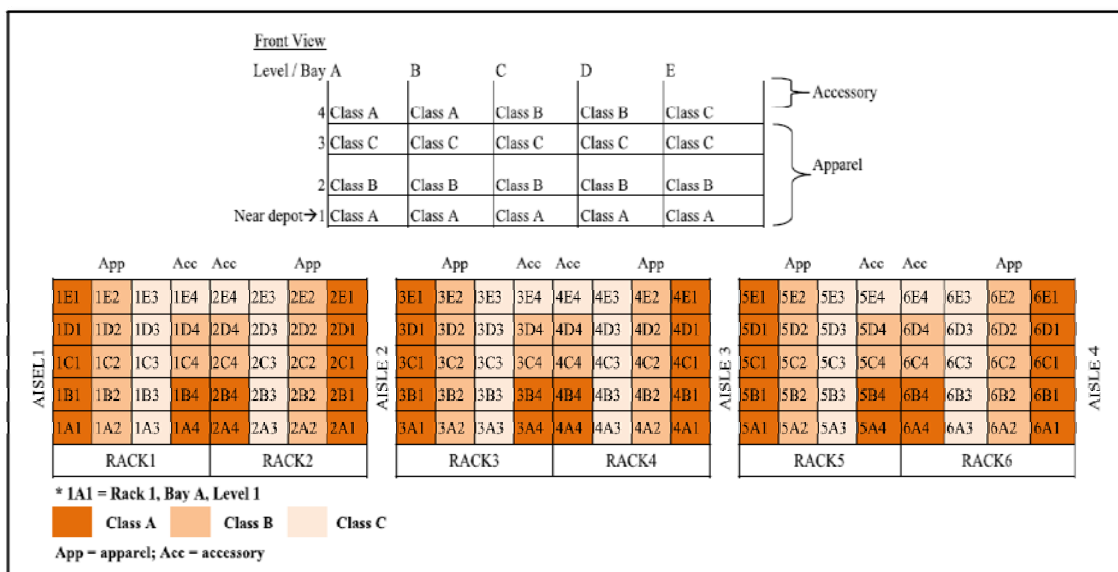 Front View
Level / Bay A B C D E
Accessory
4 Class A Class A Class B Class B Class C
3 Class C Class C Class C Class C Class C
Apparel
2 Class B Class B Class B Class B Class B
Near depot→1 Class A Class A Class A Class A Class A
App Acc Acc App App Acc Acc App App Acc Acc App
1E1 1E2 1E3 1E4 2E4 2E3 2E2 2E1 3E1 3E2 3E3 3E4 4E4 4E3 4E2 4E1 5E1 5E2 5E3 5E4 6E4 6E3 6E2 6E1
1D1 1D2 1D3 1D4 2D4 2D3 2D2 2D1 3D1 3D2 3D3 3D4 4D4 4D3 4D2 4D1 5D1 5D2 5D3 5D4 6D4 6D3 6D2 6D1
1C1 1C2 1C3 1C4 2C4 2C3 2C2 2C1 3C1 3C2 3C3 3C4 4C4 4C3 4C2 4C1 5C1 5C2 5C3 5C4 6C4 6C3 6C2 6C1
1B1 1B2 1B3 1B4 2B4 2B3 2B2 2B1 3B1 3B2 3B3 3B4 4B4 4B3 4B2 4B1 5B1 5B2 5B3 5B4 6B4 6B3 6B2 6B1
1A1 1A2 1A3 1A4 2A4 2A3 2A2 2A1 3A1 3A2 3A3 3A4 4A4 4A3 4A2 4A1 5A1 5A2 5A3 5A4 6A4 6A3 6A2 6A1
AISEL1
AISLE 2
AISLE 3
AISLE 4
RACK1 RACK2 RACK3 RACK4 RACK5 RACK6
* 1A1 = Rack 1, Bay A, Level 1
Class A Class B Class C
App = apparel; Acc = accessory